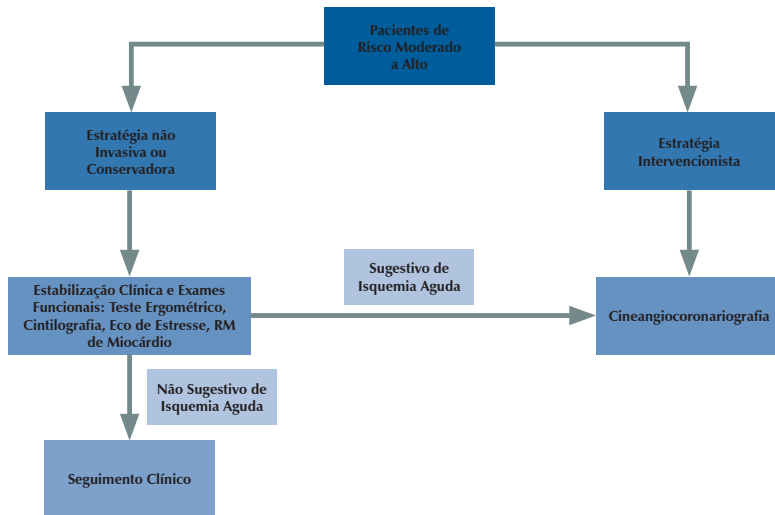 Pacientes de
Risco Moderado
a Alto
Estratégia não
Invasiva ou
Conservadora
Estratégia
Intervencionista
Estabilização Clínica e Exames
Funcionais: Teste Ergométrico,
Cintilografia, Eco de Estresse, RM
de Miocárdio
Sugestivo de
Isquemia Aguda
Cineangiocoronariografia
Não Sugestivo de
Isquemia Aguda
Seguimento Clínico